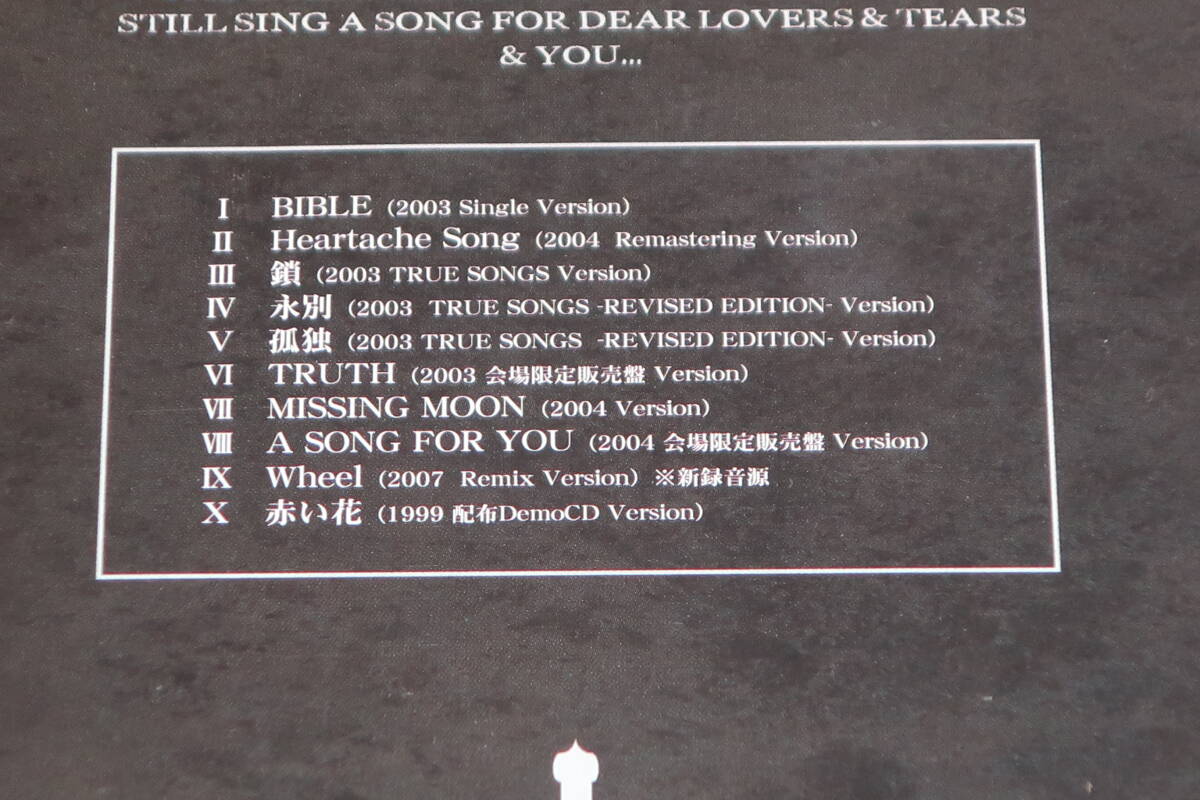 STILL SING A SONG FOR DEAR LOVERS & TEARS
& YOU...
I BIBLE (2003 Single Version)
II Heartache Song (2004 Remastering Version)
III 鎖 (2003 TRUE SONGS Version)
IV 永別 (2003 TRUE SONGS -REVISED EDITION- Version)
V 孤独 (2003 TRUE SONGS -REVISED EDITION- Version)
VI TRUTH (2003 会場限定販売盤 Version)
VII MISSING MOON (2004 Version)
VIII A SONG FOR YOU (2004 会場限定販売盤 Version)
IX Wheel (2007 Remix Version) ※新録音源
X 赤い花 (1999 配布DemoCD Version)